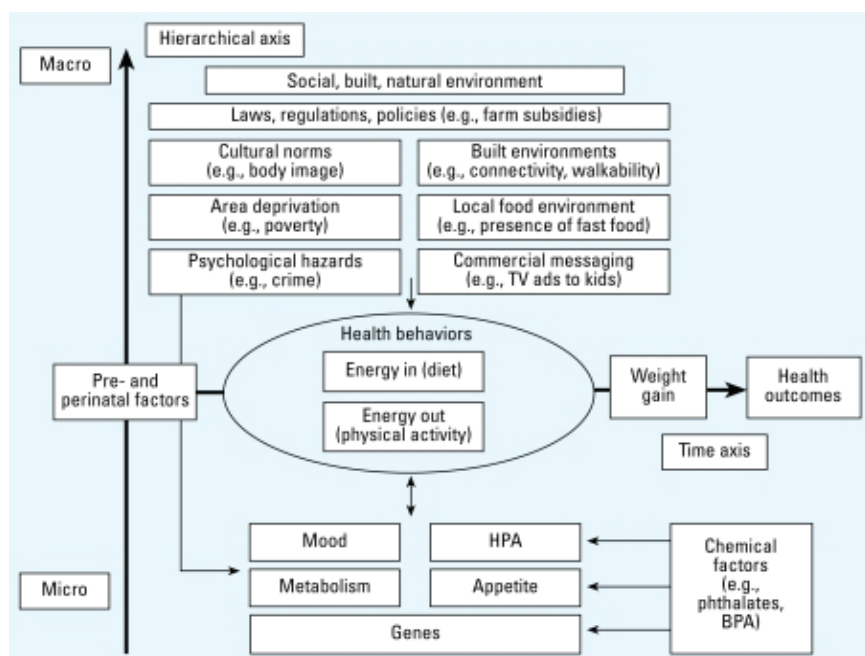 Hierarchical axis
Macro
Social, built, natural environment
Laws, regulations, policies (e.g., farm subsidies)
Cultural norms
(e.g., body image)
Built environments
(e.g., connectivity, walkability)
Area deprivation
(e.g., poverty)
Local food environment
(e.g., presence of fast food)
Psychological hazards
(e.g., crime)
Commercial messaging
(e.g., TV ads to kids)
Health behaviors
Energy in (diet)
Energy out
(physical activity)
Pre- and
perinatal factors
Weight
gain
Health
outcomes
Time axis
Mood
HPA
Metabolism
Appetite
Genes
Chemical
factors
(e.g.,
phthalates,
BPA)
Micro